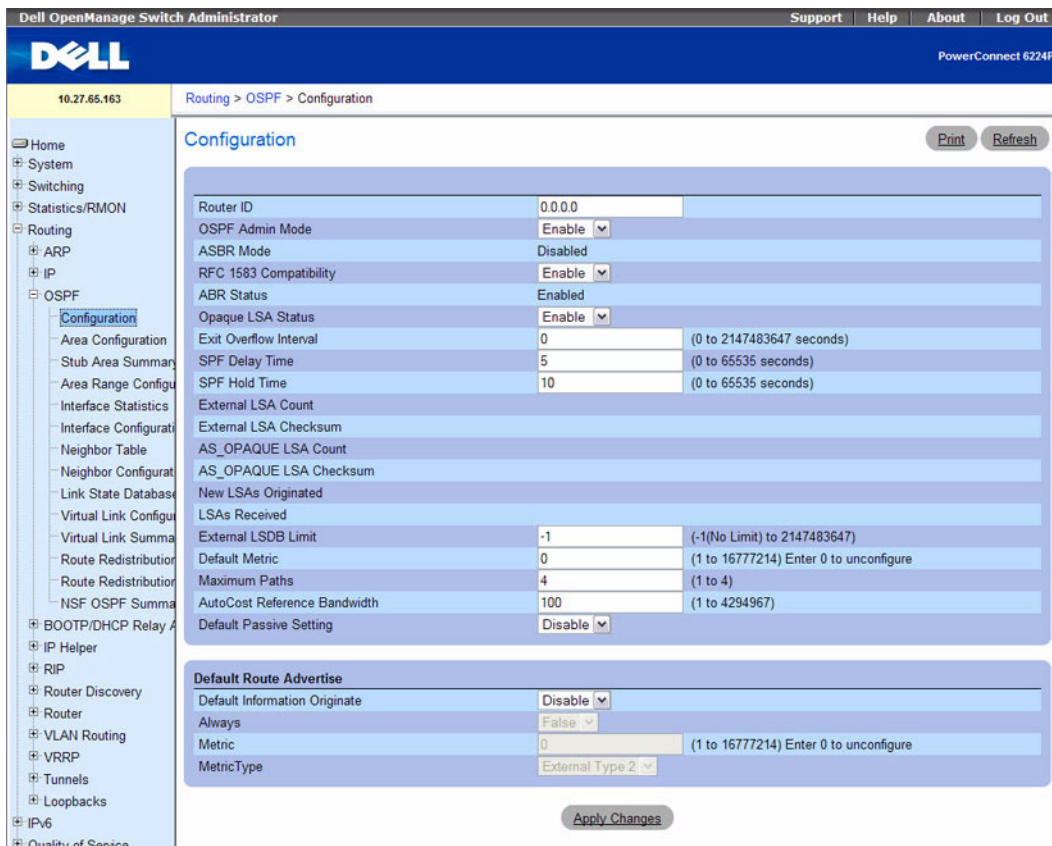 Dell OpenManage Switch Administrator
Support Help About Log Out
DELL
PowerConnect 6224P
10.27.65.163
Routing > OSPF > Configuration
Home
System
Switching
Statistics/RMON
Routing
ARP
IP
OSPF
Configuration
Area Configuration
Stub Area Summary
Area Range Configu
Interface Statistics
Interface Configurati
Neighbor Table
Neighbor Configurat
Link State Database
Virtual Link Configu
Virtual Link Summa
Route Redistribution
Route Redistribution
NSF OSPF Summa
BOOTP/DHCP Relay A
IP Helper
RIP
Router Discovery
Router
VLAN Routing
VRRP
Tunnels
Loopbacks
IPv6
Quality of Service
Configuration
Print Refresh
Router ID 0.0.0.0
OSPF Admin Mode Enable
ASBR Mode Disabled
RFC 1583 Compatibility Enable
ABR Status Enabled
Opaque LSA Status Enable
Exit Overflow Interval 0 (0 to 2147483647 seconds)
SPF Delay Time 5 (0 to 65535 seconds)
SPF Hold Time 10 (0 to 65535 seconds)
External LSA Count
External LSA Checksum
AS_OPAQUE LSA Count
AS_OPAQUE LSA Checksum
New LSAs Originated
LSAs Received
External LSDB Limit -1 (-1(No Limit) to 2147483647)
Default Metric 0 (1 to 16777214) Enter 0 to unconfigure
Maximum Paths 4 (1 to 4)
AutoCost Reference Bandwidth 100 (1 to 4294967)
Default Passive Setting Disable
Default Route Advertise
Default Information Originate Disable
Always False
Metric 0 (1 to 16777214) Enter 0 to unconfigure
MetricType External Type 2
Apply Changes